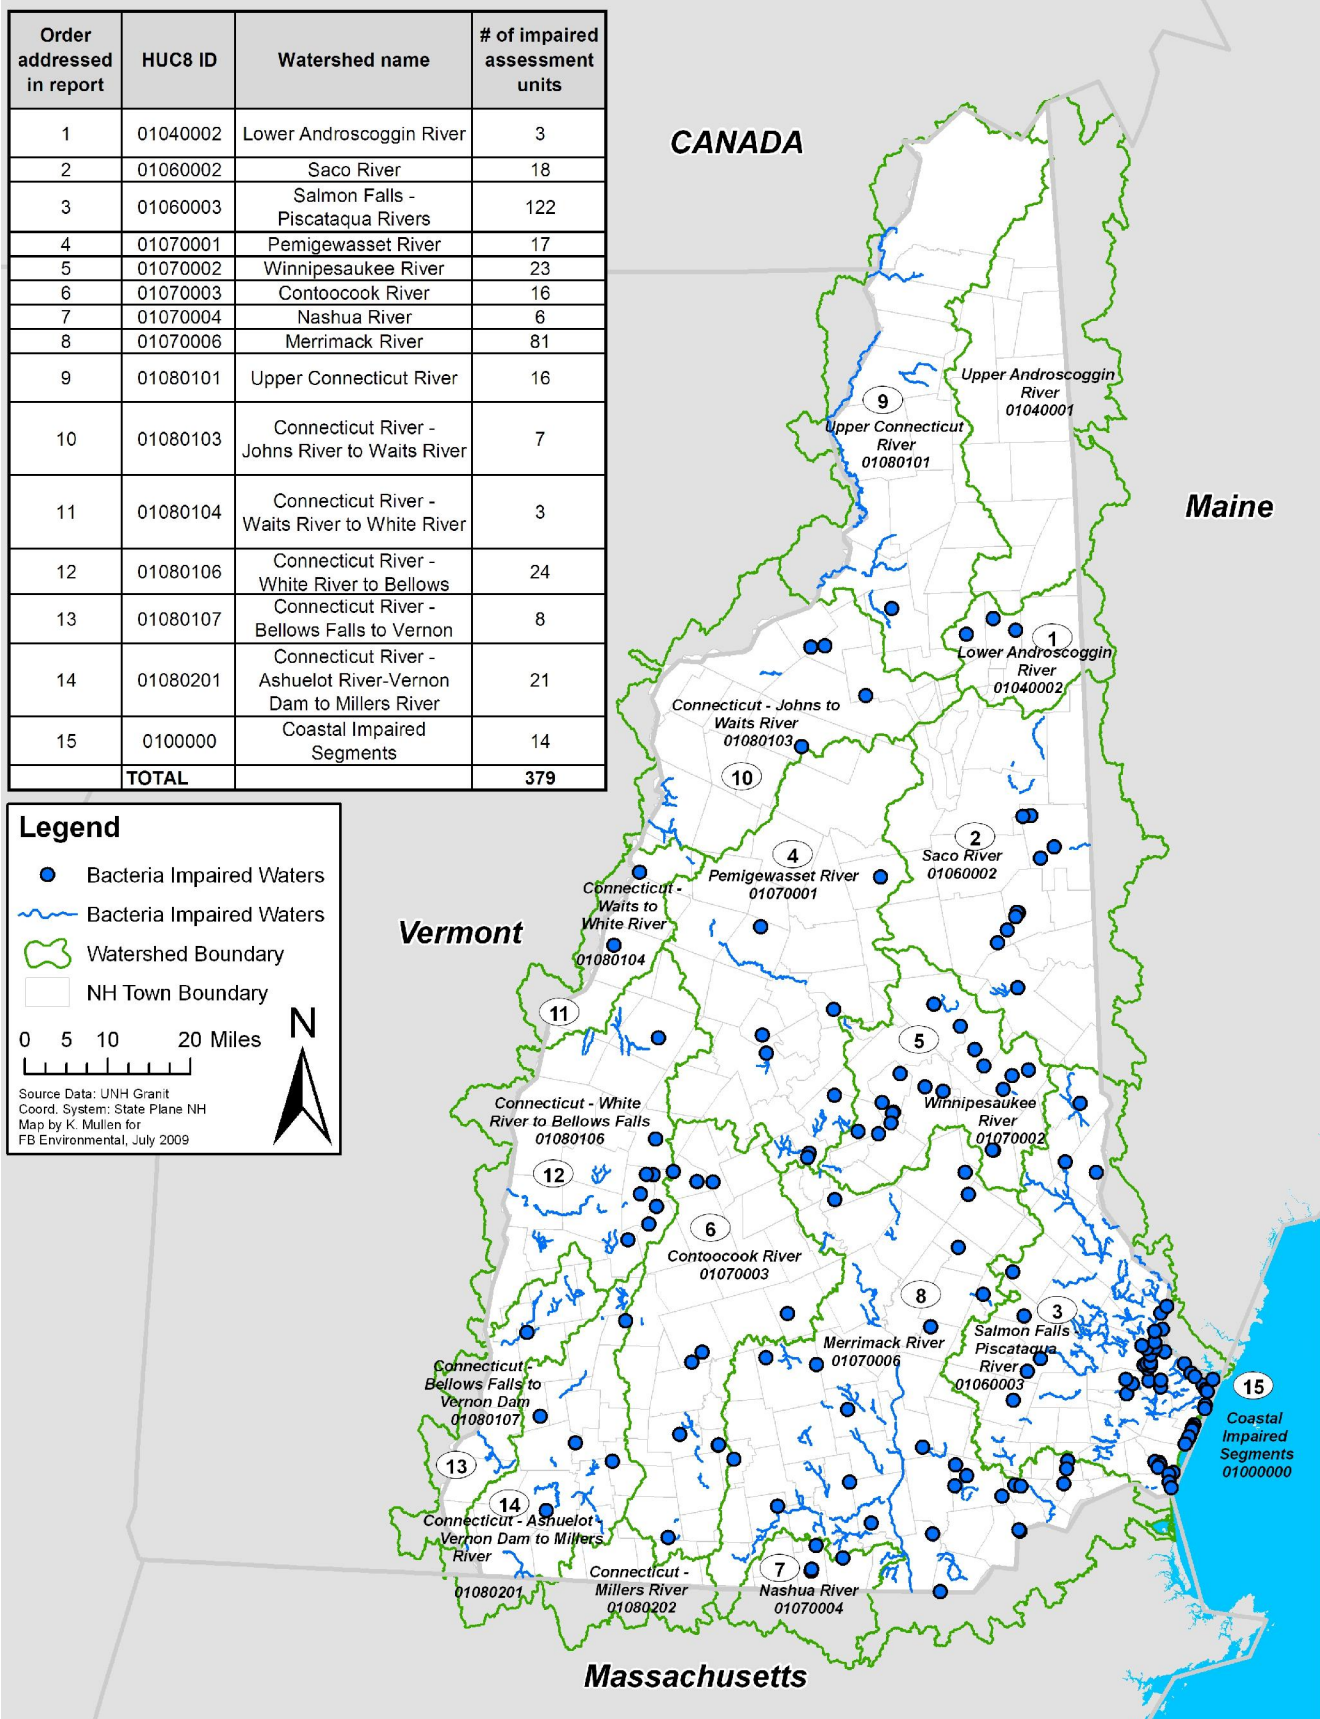 Order addressed in report
HUC8 ID
Watershed name
# of impaired assessment units
1 01040002 Lower Androscoggin River 3
2 01060002 Saco River 18
3 01060003 Salmon Falls - Piscataqua Rivers 122
4 01070001 Pemigewasset River 17
5 01070002 Winnipesaukee River 23
6 01070003 Contoocook River 16
7 01070004 Nashua River 6
8 01070006 Merrimack River 81
9 01080101 Upper Connecticut River 16
10 01080103 Connecticut River - Johns River to Waits River 7
11 01080104 Connecticut River - Waits River to White River 3
12 01080106 Connecticut River - White River to Bellows 24
13 01080107 Connecticut River - Bellows Falls to Vernon 8
14 01080201 Connecticut River - Ashuelot River-Vernon Dam to Millers River 21
15 0100000 Coastal Impaired Segments 14
TOTAL 379
Legend
Bacteria Impaired Waters
Bacteria Impaired Waters
Watershed Boundary
NH Town Boundary
N
0 5 10 20 Miles
Source Data: UNH Granit
Coord. System: State Plane NH
Map by K. Mullen for
FB Environmental, July 2009
CANADA
Maine
Vermont
Massachusetts
Upper Androscoggin
River
01040001
9
Upper Connecticut
River
01080101
1
Lower Androscoggin
River
01040002
Connecticut - Johns to
Waits River
01080103
10
2
Saco River
01060002
4
Pemigewasset River
01070001
Connecticut -
Waits to
White River
01080104
11
5
Winnipesaukee
River
01070002
Connecticut - White
River to Bellows Falls
01080106
12
6
Contoocook River
01070003
8
Merrimack River
01070006
3
Salmon Falls -
Piscataqua
River
01060003
15
Coastal
Impaired
Segments
01000000
Connecticut -
Bellows Falls to
Vernon Dam
01080107
13
14
Connecticut - Ashuelot -
Vernon Dam to Millers
River
01080201
Connecticut -
Millers River
01080202
7
Nashua River
01070004